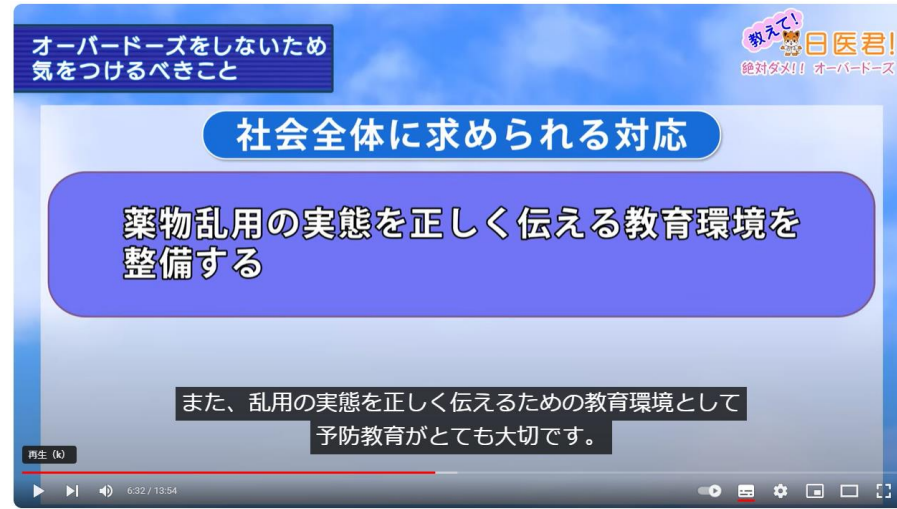 オーバードーズをしないため
気をつけるべきこと
教えて!
日医君!
絶対ダメ!! オーバードーズ
社会全体に求められる対応
薬物乱用の実態を正しく伝える教育環境を
整備する
また、乱用の実態を正しく伝えるための教育環境として
予防教育がとても大切です。
再生 (k)
6:32 / 13:54